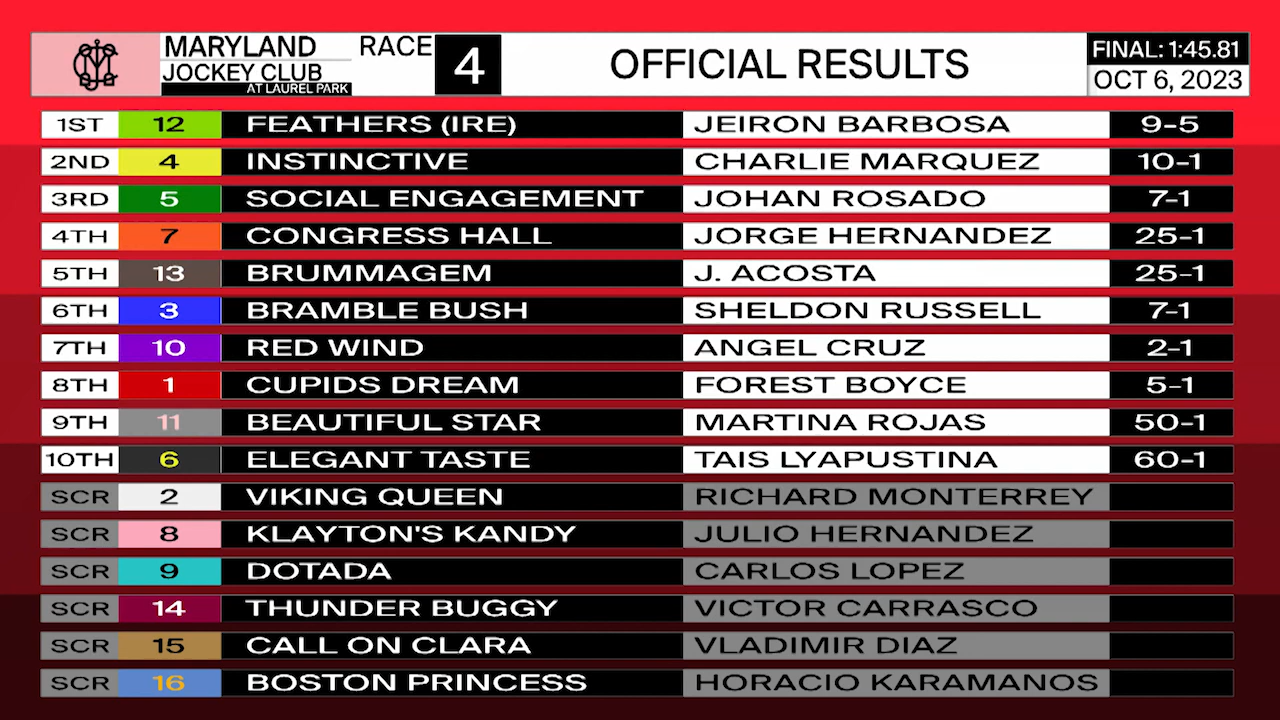 MARYLAND
JOCKEY CLUB
AT LAUREL PARK
RACE 4
OFFICIAL RESULTS
FINAL: 1:45.81
OCT 6, 2023
1ST 12 FEATHERS (IRE) JEIRON BARBOSA 9-5
2ND 4 INSTINCTIVE CHARLIE MARQUEZ 10-1
3RD 5 SOCIAL ENGAGEMENT JOHAN ROSADO 7-1
4TH 7 CONGRESS HALL JORGE HERNANDEZ 25-1
5TH 13 BRUMMAGEM J. ACOSTA 25-1
6TH 3 BRAMBLE BUSH SHELDON RUSSELL 7-1
7TH 10 RED WIND ANGEL CRUZ 2-1
8TH 1 CUPIDS DREAM FOREST BOYCE 5-1
9TH 11 BEAUTIFUL STAR MARTINA ROJAS 50-1
10TH 6 ELEGANT TASTE TAIS LYAPUSTINA 60-1
SCR 2 VIKING QUEEN RICHARD MONTERREY
SCR 8 KLAYTON'S KANDY JULIO HERNANDEZ
SCR 9 DOTADA CARLOS LOPEZ
SCR 14 THUNDER BUGGY VICTOR CARRASCO
SCR 15 CALL ON CLARA VLADIMIR DIAZ
SCR 16 BOSTON PRINCESS HORACIO KARAMANOS